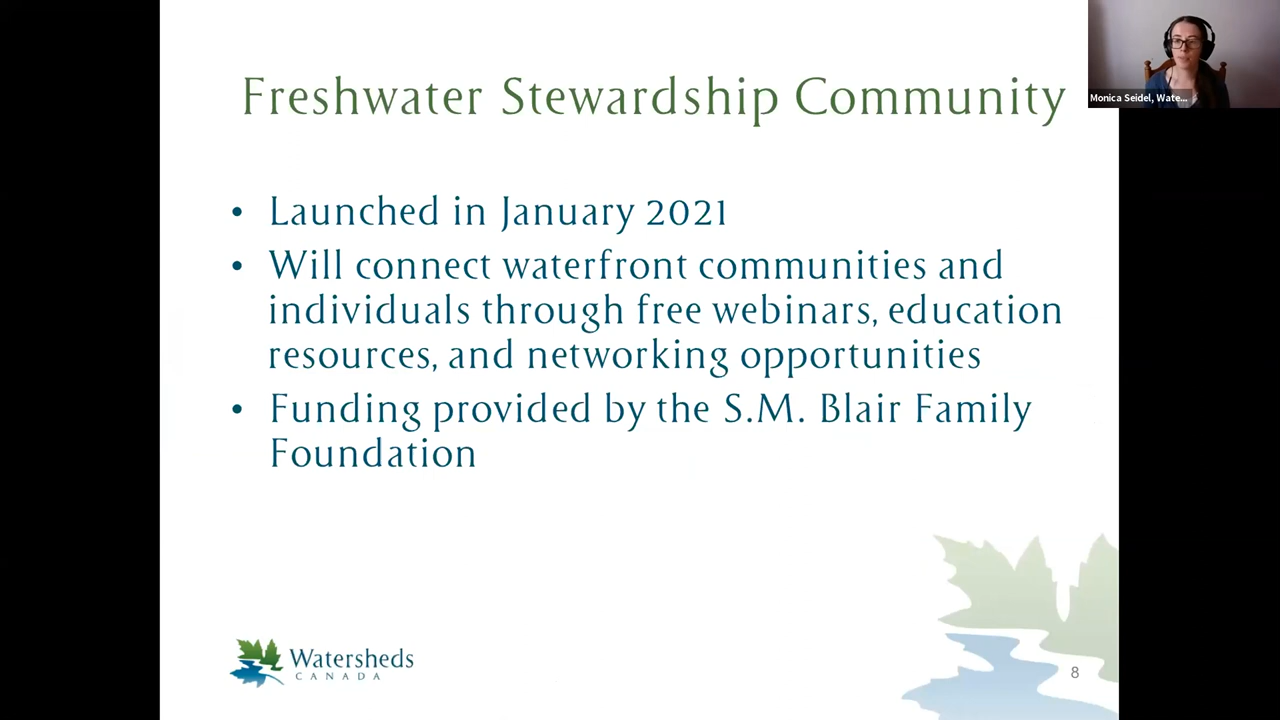 Freshwater Stewardship Community
Monica Seidel, Wate...
• Launched in January 2021
• Will connect waterfront communities and
individuals through free webinars, education
resources, and networking opportunities
• Funding provided by the S.M. Blair Family
Foundation
Watersheds
CANADA
8